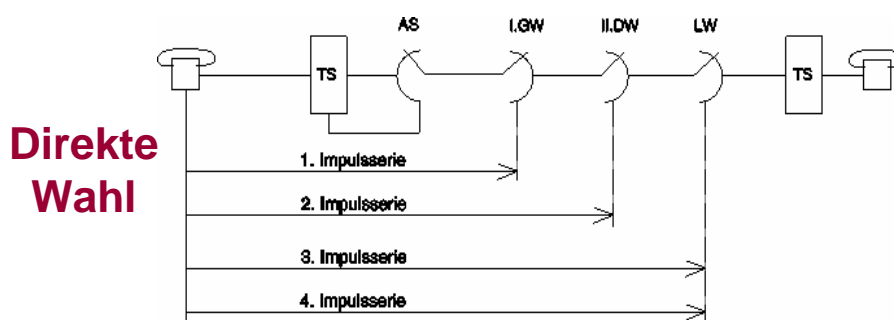 AS I.GW II.DW LW
TS TS
Direkte
Wahl
1. Impulsserie
2. Impulsserie
3. Impulsserie
4. Impulsserie